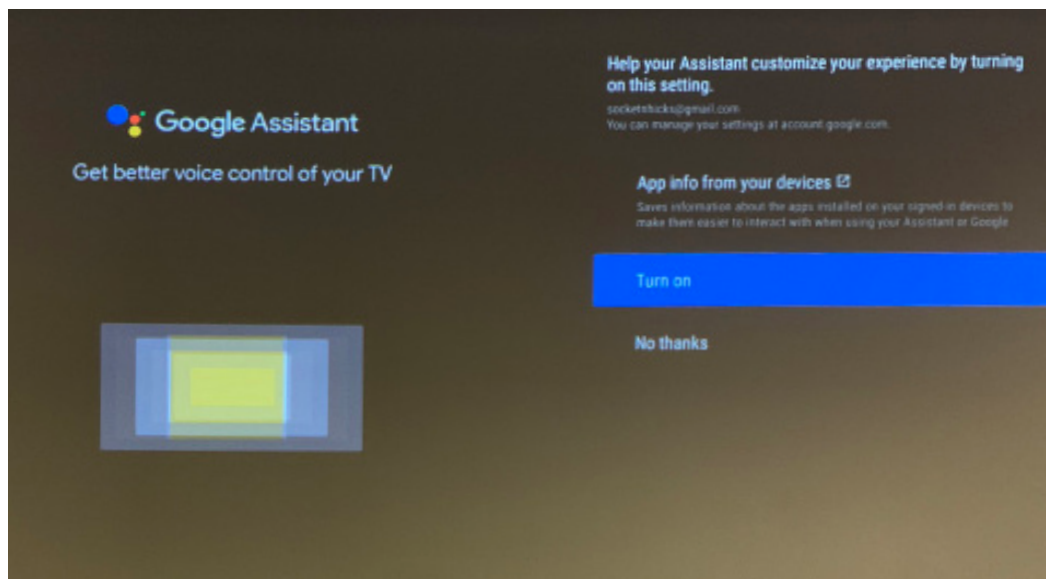 Google Assistant
Get better voice control of your TV
Help your Assistant customize your experience by turning
on this setting.
You can manage your settings at account.google.com.
App info from your devices
Saves information about the apps installed on your signed-in devices to
make them easier to interact with when using your Assistant or Google
Turn on
No thanks